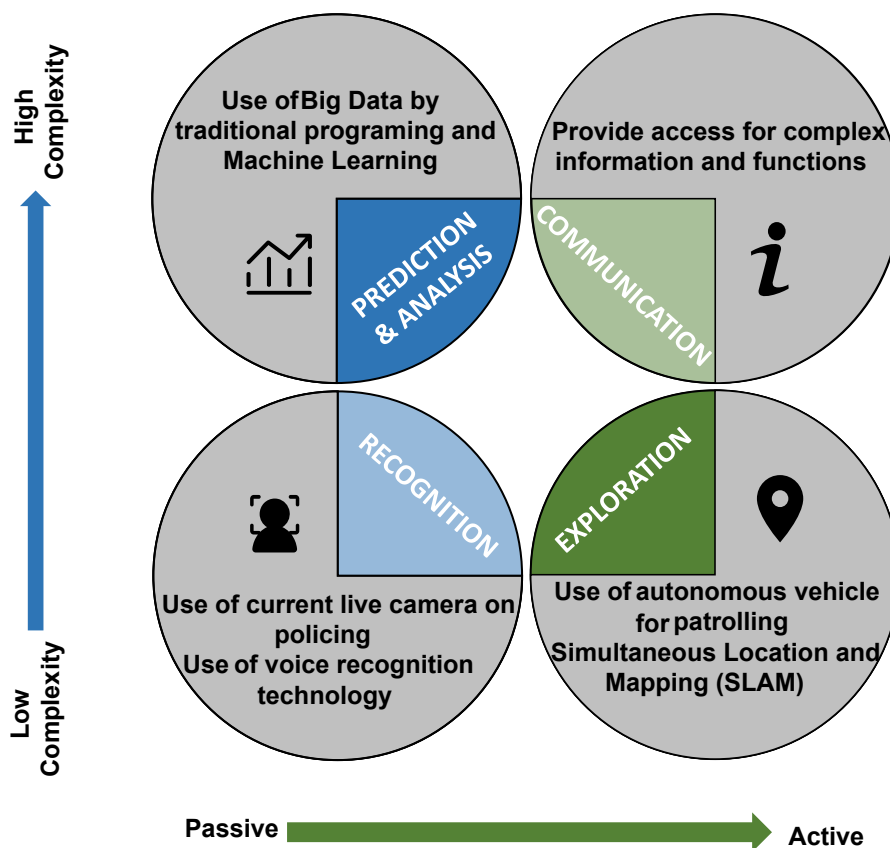 High
Complexity
Use of Big Data by
traditional programing and
Machine Learning
PREDICTION
& ANALYSIS
Provide access for complex
information and functions
COMMUNICATION
RECOGNITION
Use of current live camera on
policing
Use of voice recognition
technology
EXPLORATION
Use of autonomous vehicle
for patrolling
Simultaneous Location and
Mapping (SLAM)
Low
Complexity
Passive
Active